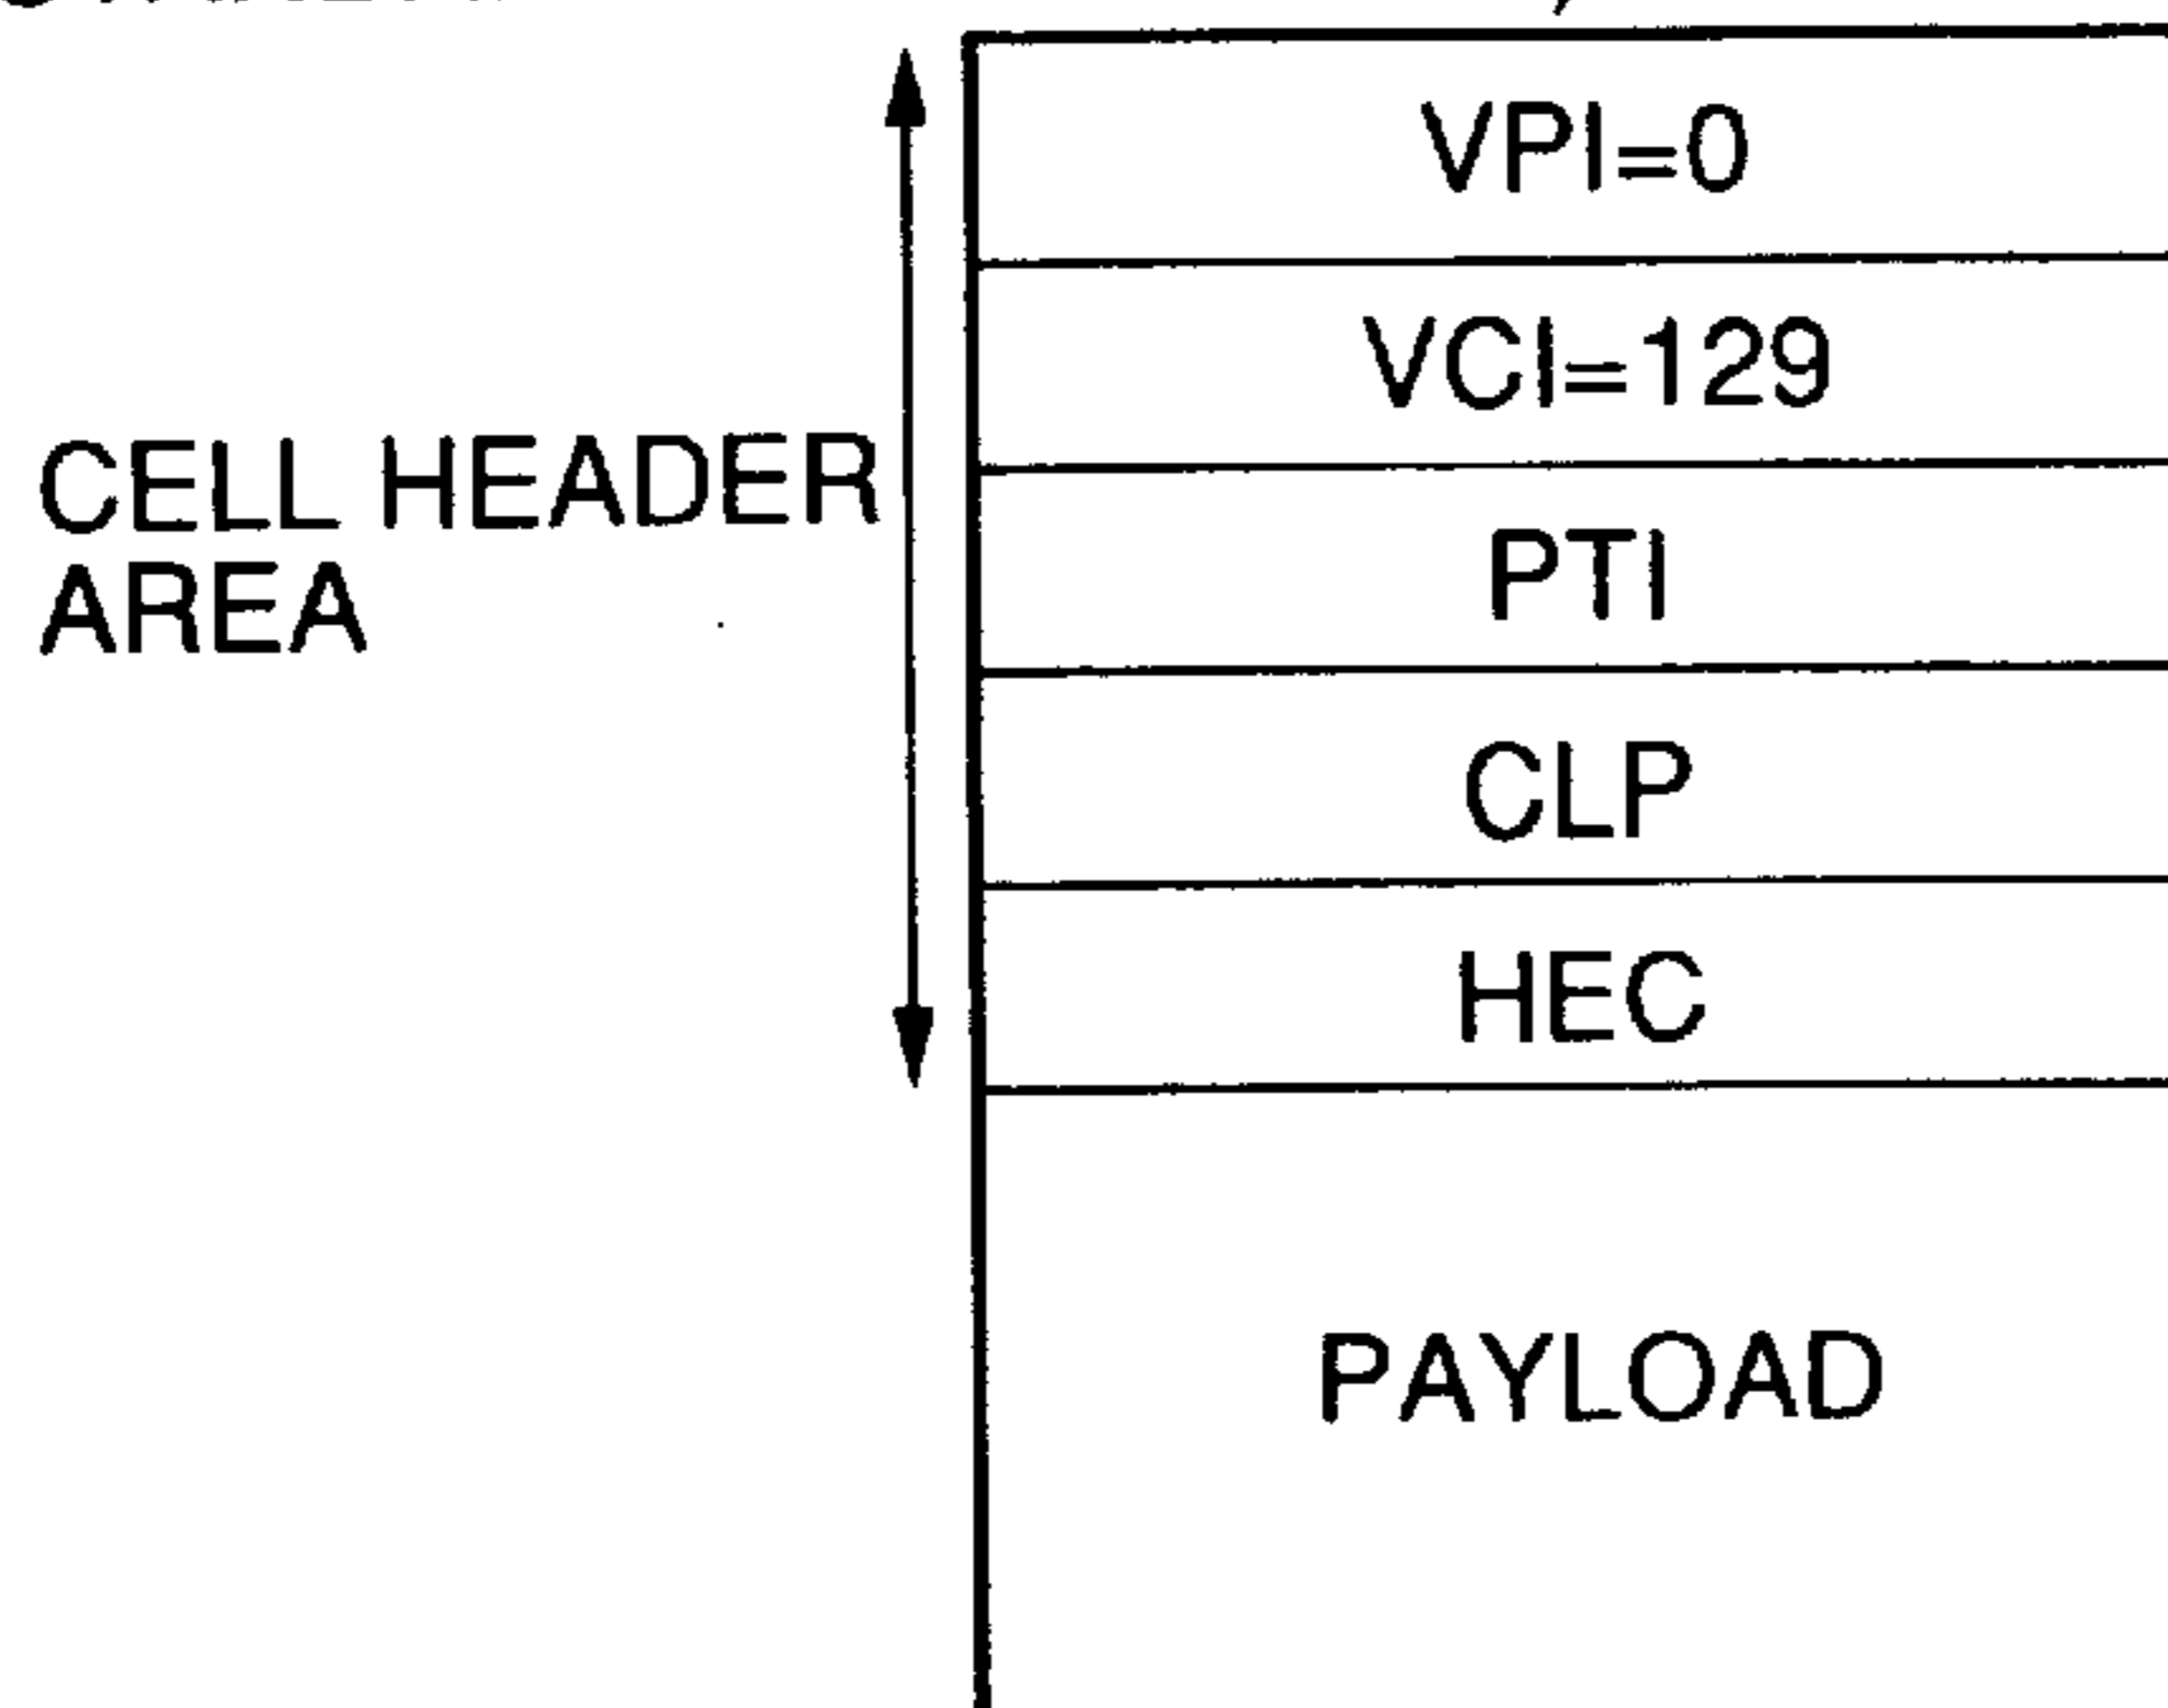 VPI=0
VCI=129
CELL HEADER
AREA
PTI
CLP
HEC
PAYLOAD